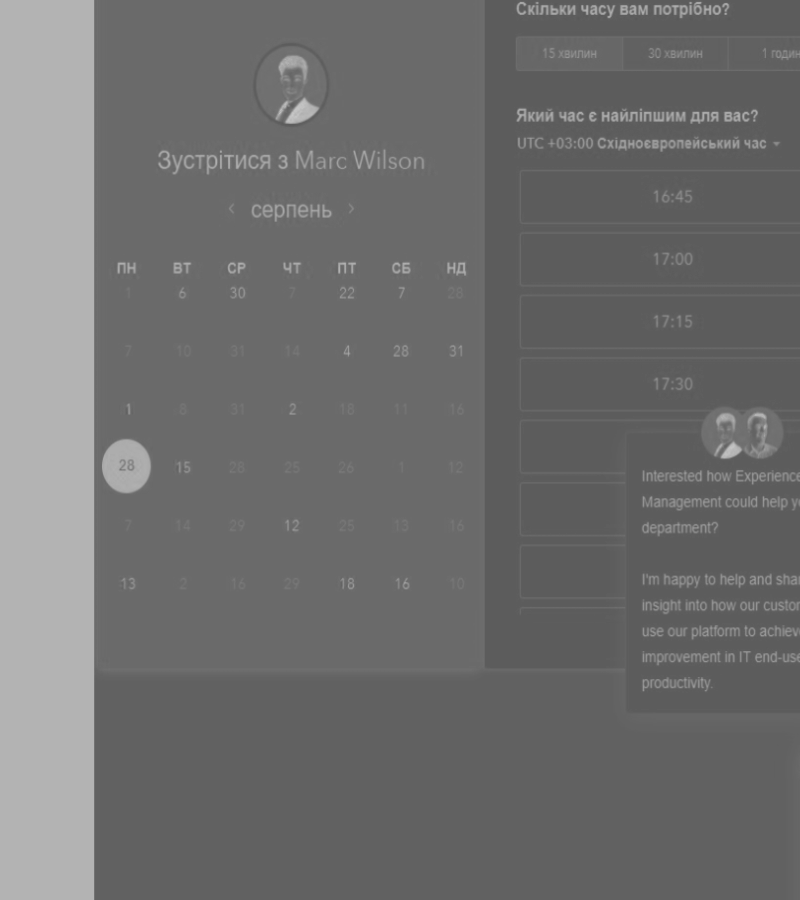 Скільки часу вам потрібно?
15 хвилин 30 хвилин 1 годин
Зустрітися з Marc Wilson
серпень
ПН ВТ СР ЧТ ПТ СБ НД
1 6 30 7 22 7 28
7 10 31 14 4 28 31
1 8 31 2 18 11 16
28 15 28 25 26 1 12
7 14 29 12 25 13 16
13 2 16 29 18 16 10
Який час є найліпшим для вас?
UTC +03:00 Східноєвропейський час
16:45
17:00
17:15
17:30
Interested how Experience
Management could help
department?
I'm happy to help and
insight into how our
use our platform to
improvement in IT
productivity.